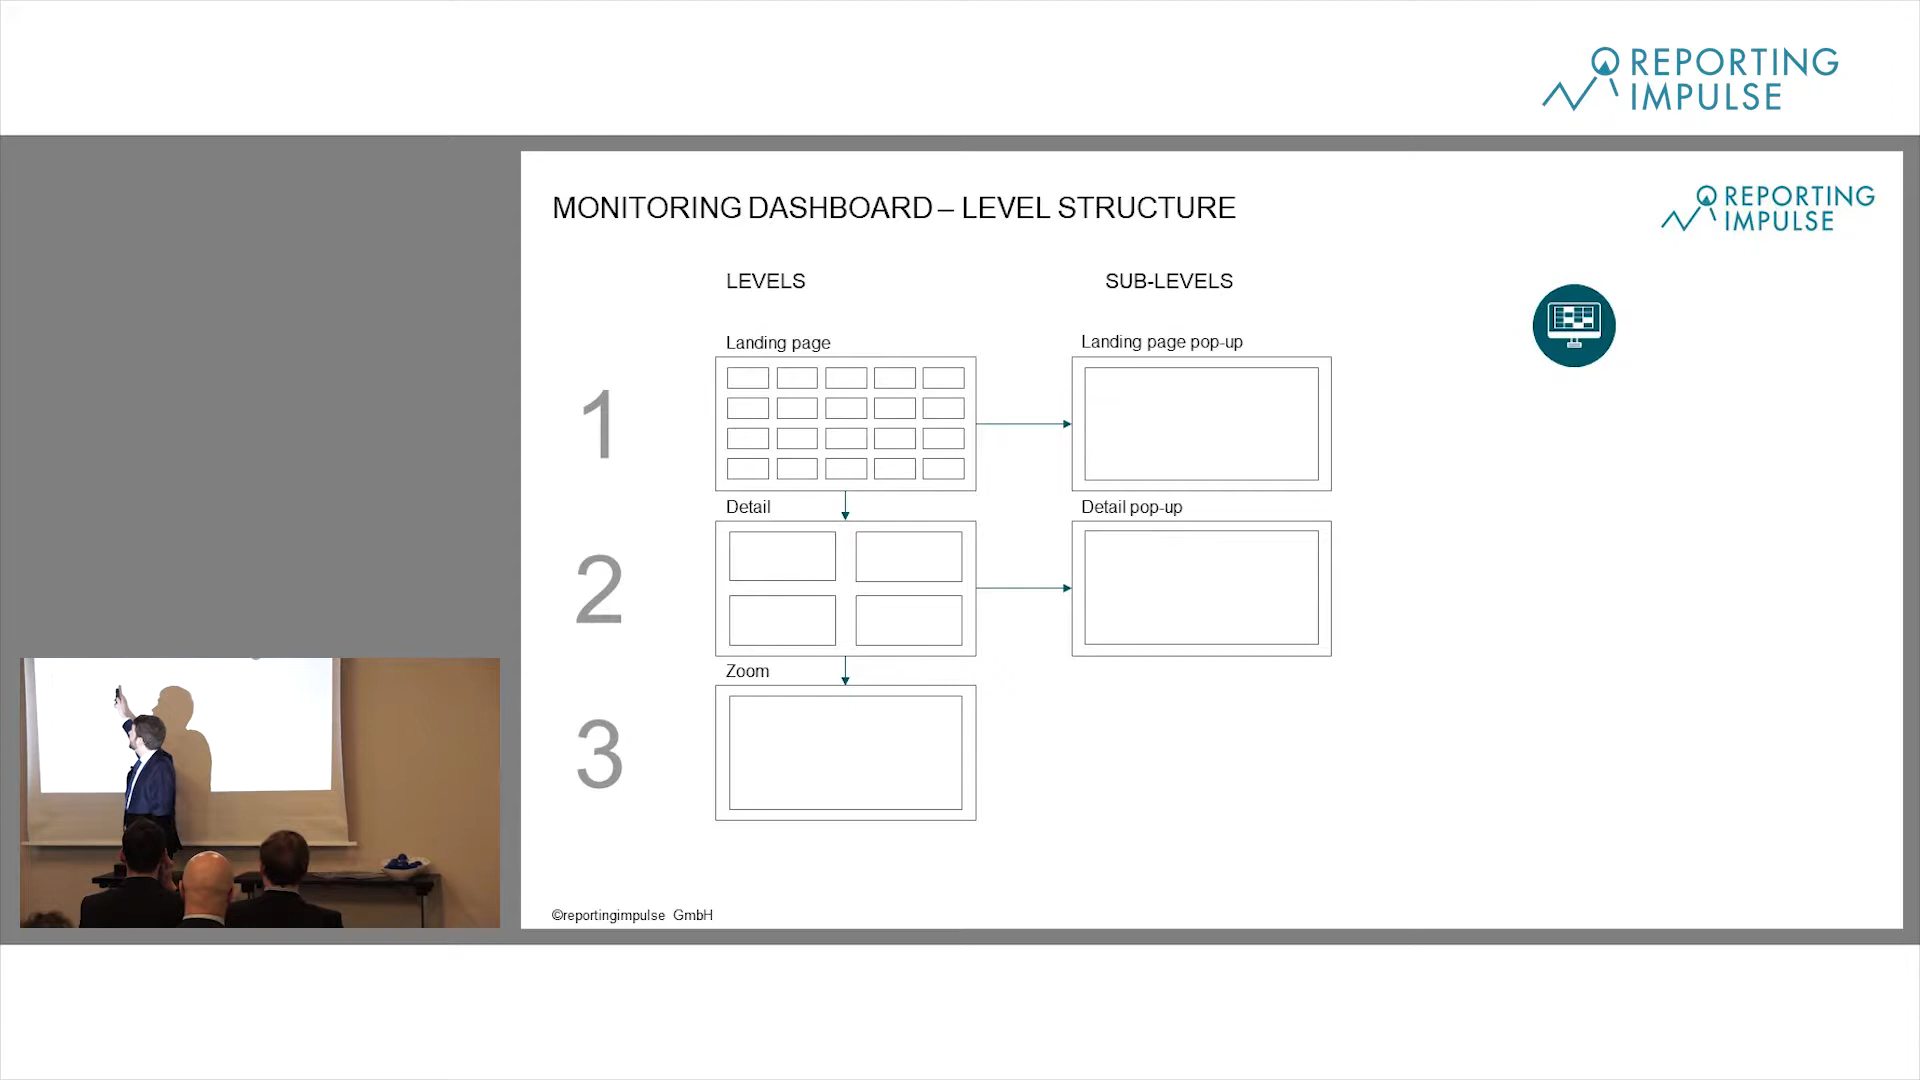 REPORTING
IMPULSE
MONITORING DASHBOARD – LEVEL STRUCTURE
REPORTING
IMPULSE
LEVELS
SUB-LEVELS
Landing page
Landing page pop-up
1
Detail
Detail pop-up
2
Zoom
3
©reportingimpulse GmbH